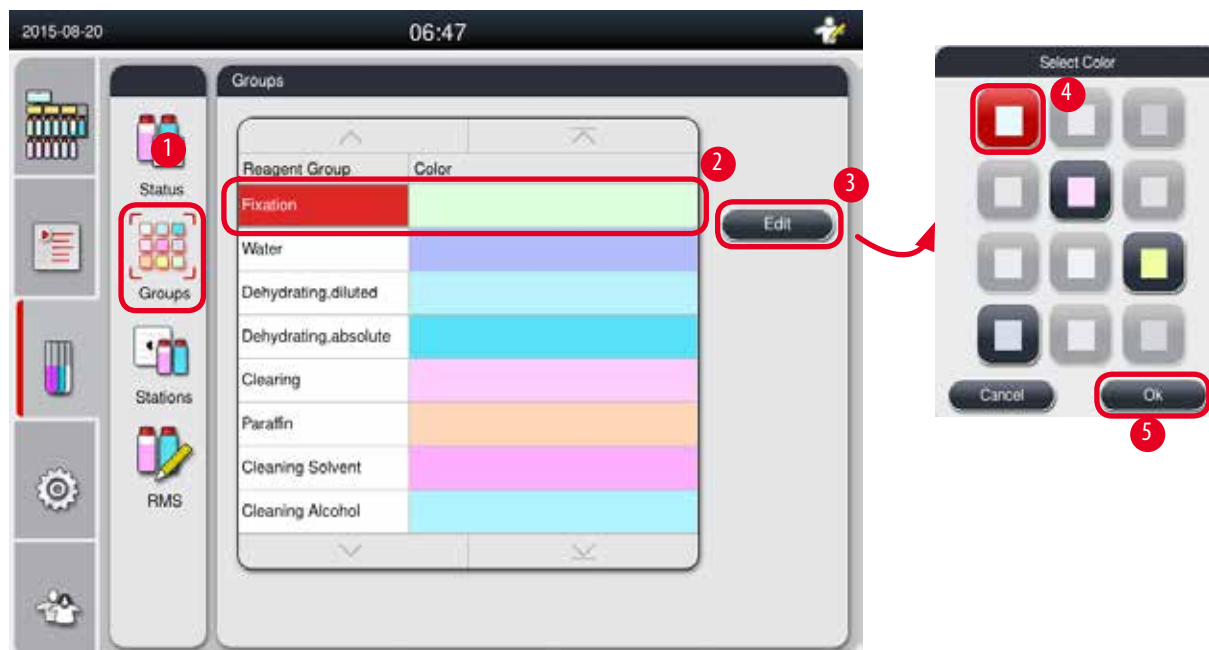 2015-08-20
06:47
Groups
Reagent Group Color
Fixation
Water
Dehydrating,diluted
Dehydrating,absolute
Clearing
Paraffin
Cleaning Solvent
Cleaning Alcohol
Status
Groups
Stations
RMS
Edit
Select Color
Cancel Ok
1
2
3
4
5